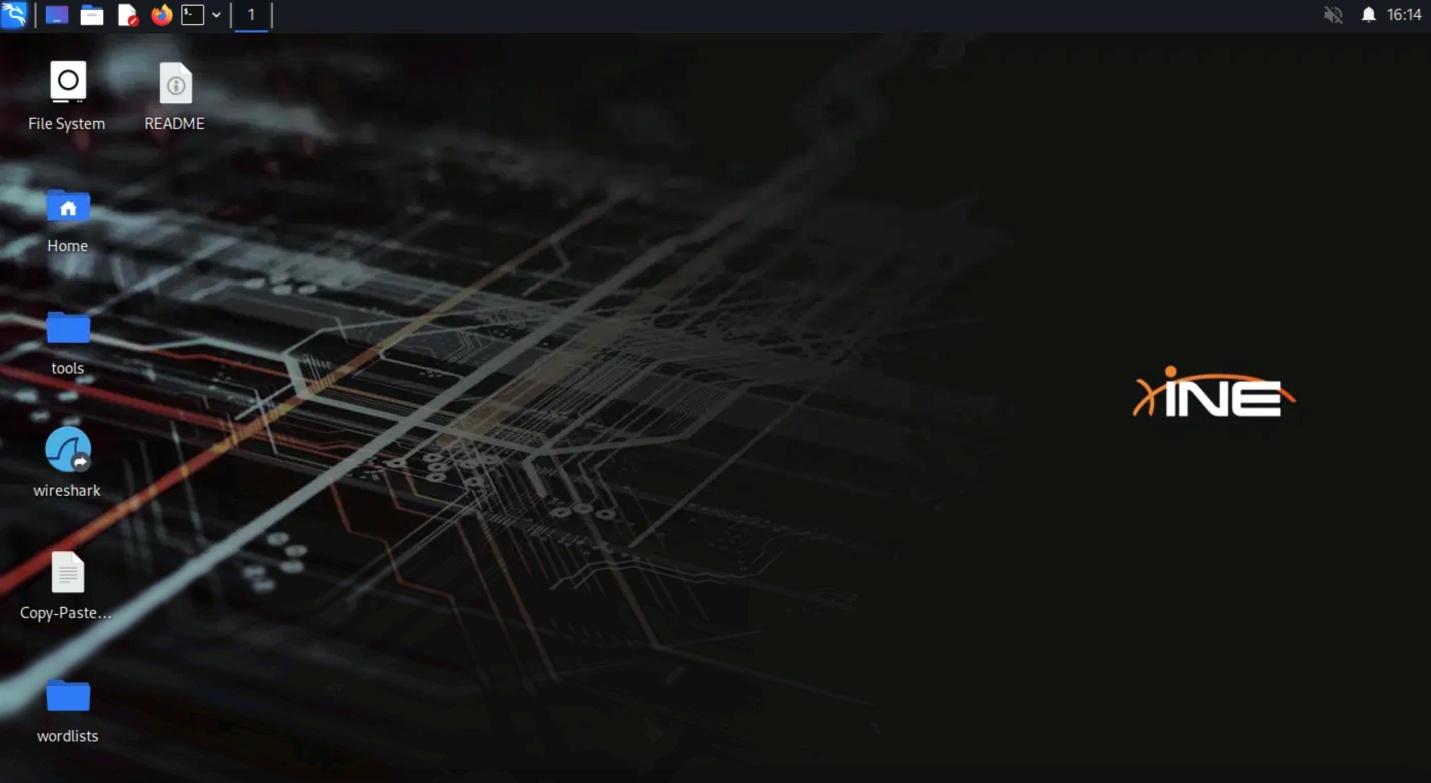 1
16:14
File System
README
Home
tools
INE
wireshark
Copy-Paste...
wordlists